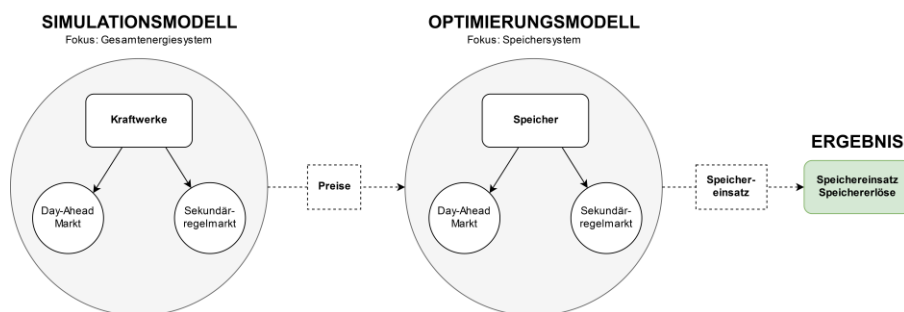 SIMULATIONSMODELL
Fokus: Gesamtenergiesystem
Kraftwerke
Day-Ahead
Markt
Sekundär-
regelmarkt
Preise
OPTIMIERUNGSMODELL
Fokus: Speichersystem
Speicher
Day-Ahead
Markt
Sekundär-
regelmarkt
Speicher-
einsatz
ERGEBNIS
Speichereinsatz
Speichererlöse